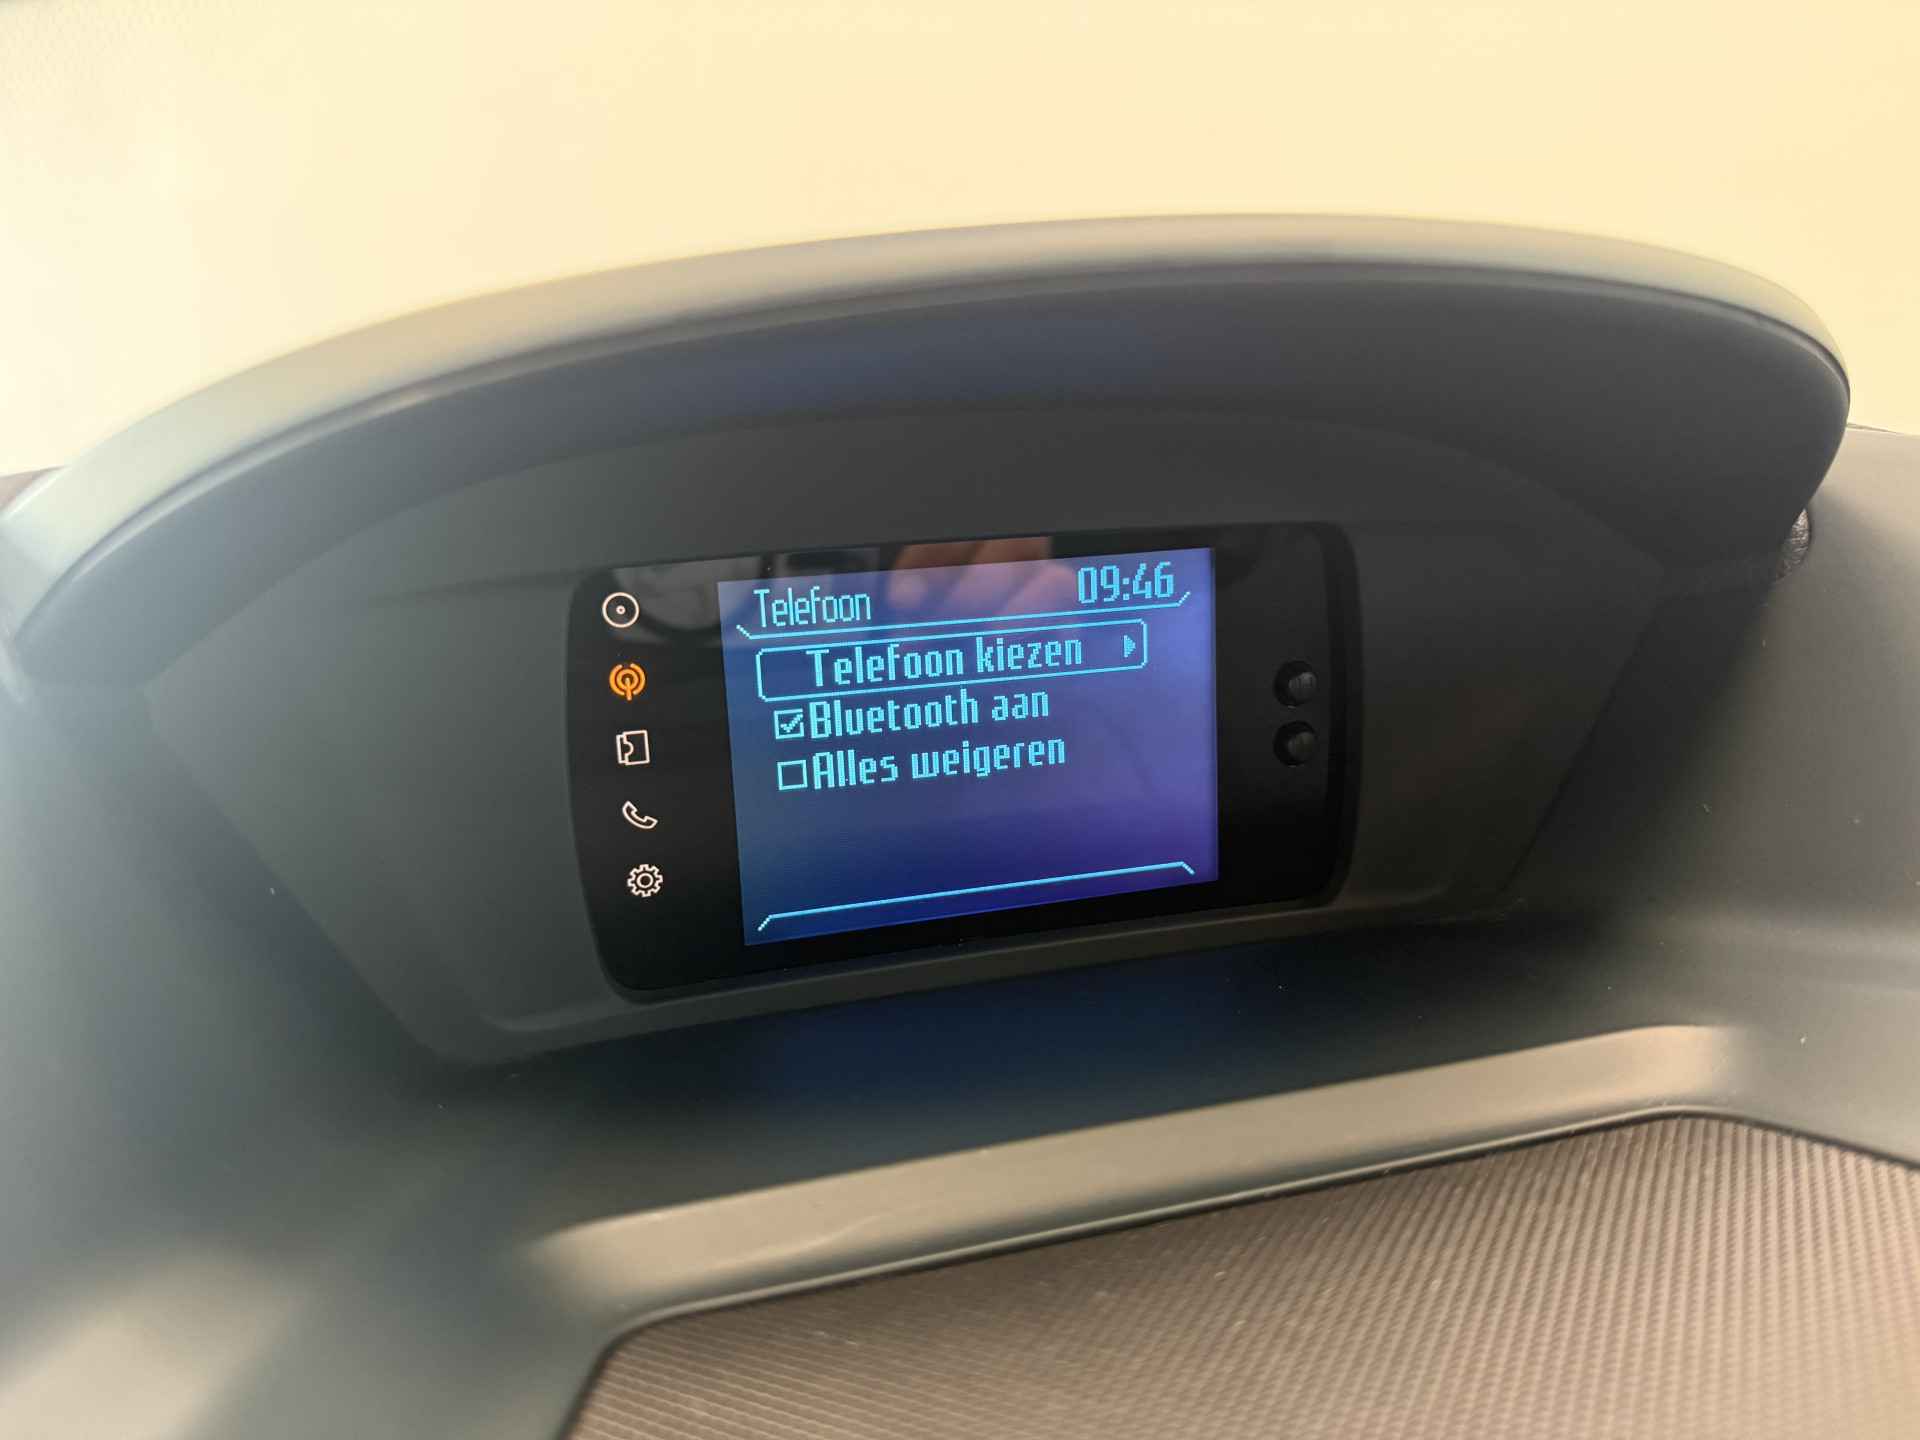 Telefoon 09:46
Telefoon kiezen
Bluetooth aan
Alles weigeren